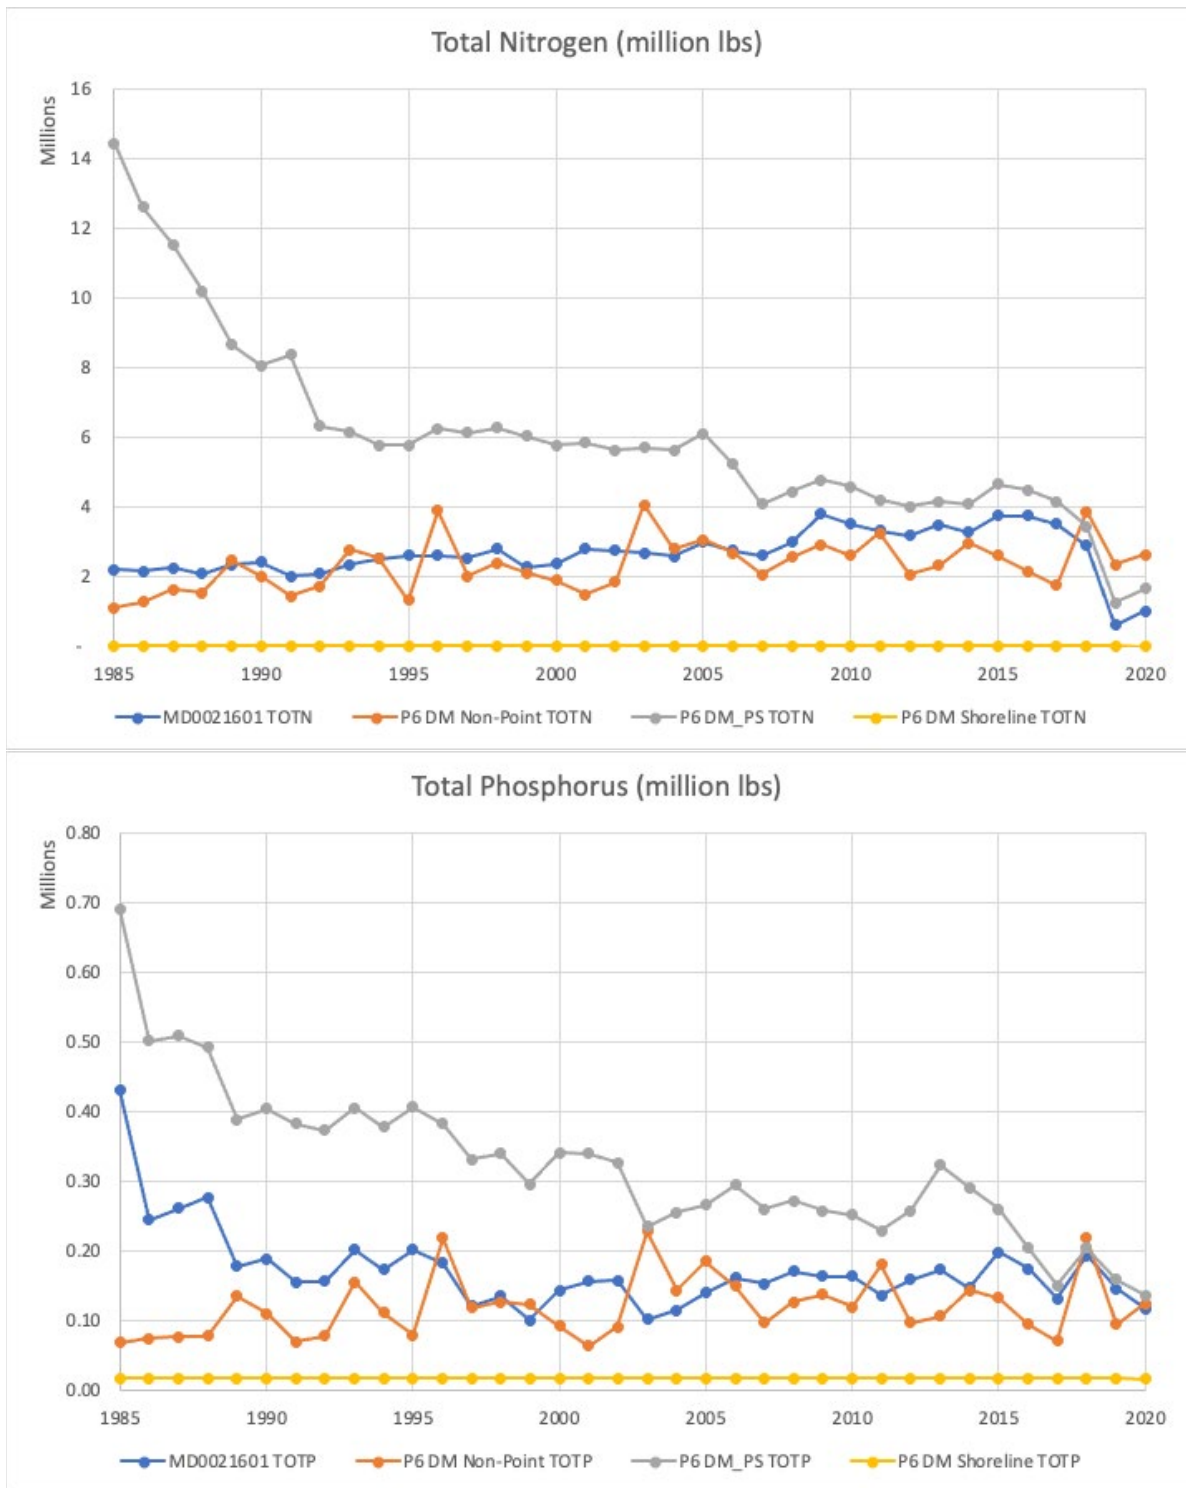 Total Nitrogen (million lbs)
Millions
16
14
12
10
8
6
4
2
-
1985 1990 1995 2000 2005 2010 2015 2020
MD0021601 TOTN P6 DM Non-Point TOTN P6 DM_PS TOTN P6 DM Shoreline TOTN
Total Phosphorus (million lbs)
Millions
0.80
0.70
0.60
0.50
0.40
0.30
0.20
0.10
0.00
1985 1990 1995 2000 2005 2010 2015 2020
MD0021601 TOTP P6 DM Non-Point TOTP P6 DM_PS TOTP P6 DM Shoreline TOTP